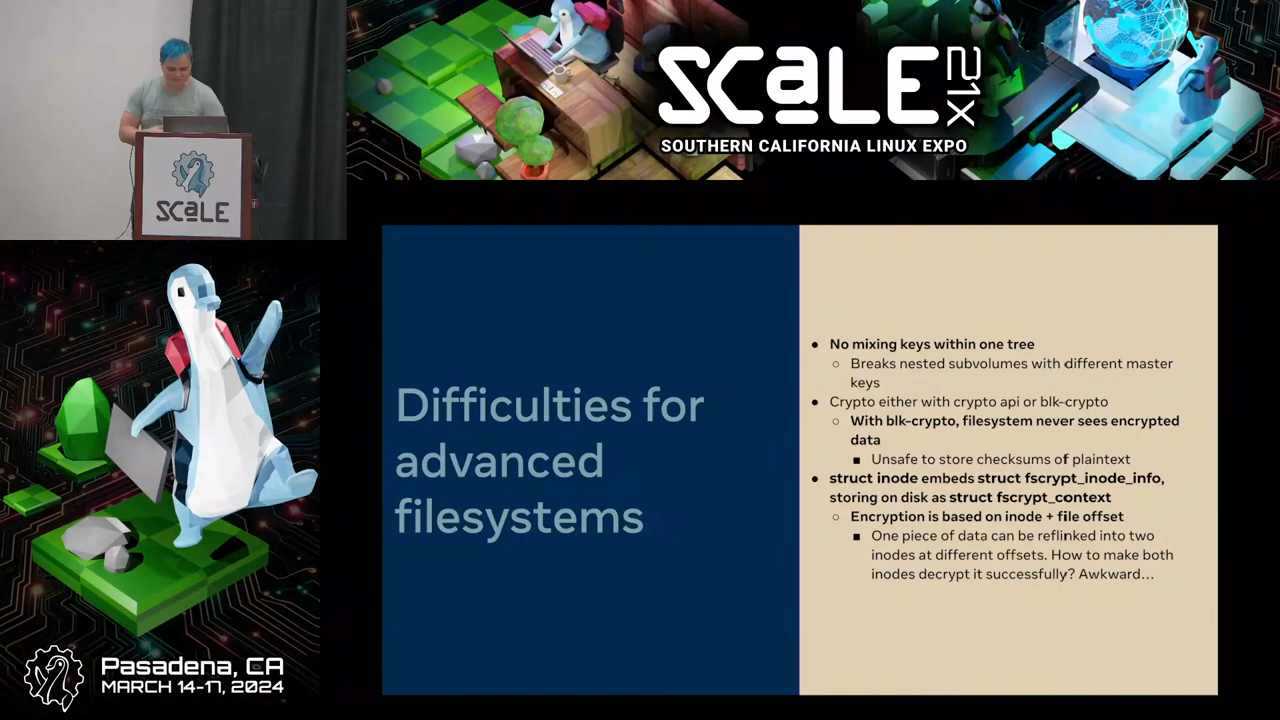 SCaLE 21X
SOUTHERN CALIFORNIA LINUX EXPO
SCaLE
Difficulties for
advanced
filesystems
● No mixing keys within one tree
○ Breaks nested subvolumes with different master
keys
● Crypto either with crypto api or blk-crypto
○ With blk-crypto, filesystem never sees encrypted
data
■ Unsafe to store checksums of plaintext
● struct inode embeds struct fscrypt_inode_info,
storing on disk as struct fscrypt_context
○ Encryption is based on inode + file offset
■ One piece of data can be reflinked into two
inodes at different offsets. How to make both
inodes decrypt it successfully? Awkward…
Pasadena, CA
MARCH 14-17, 2024